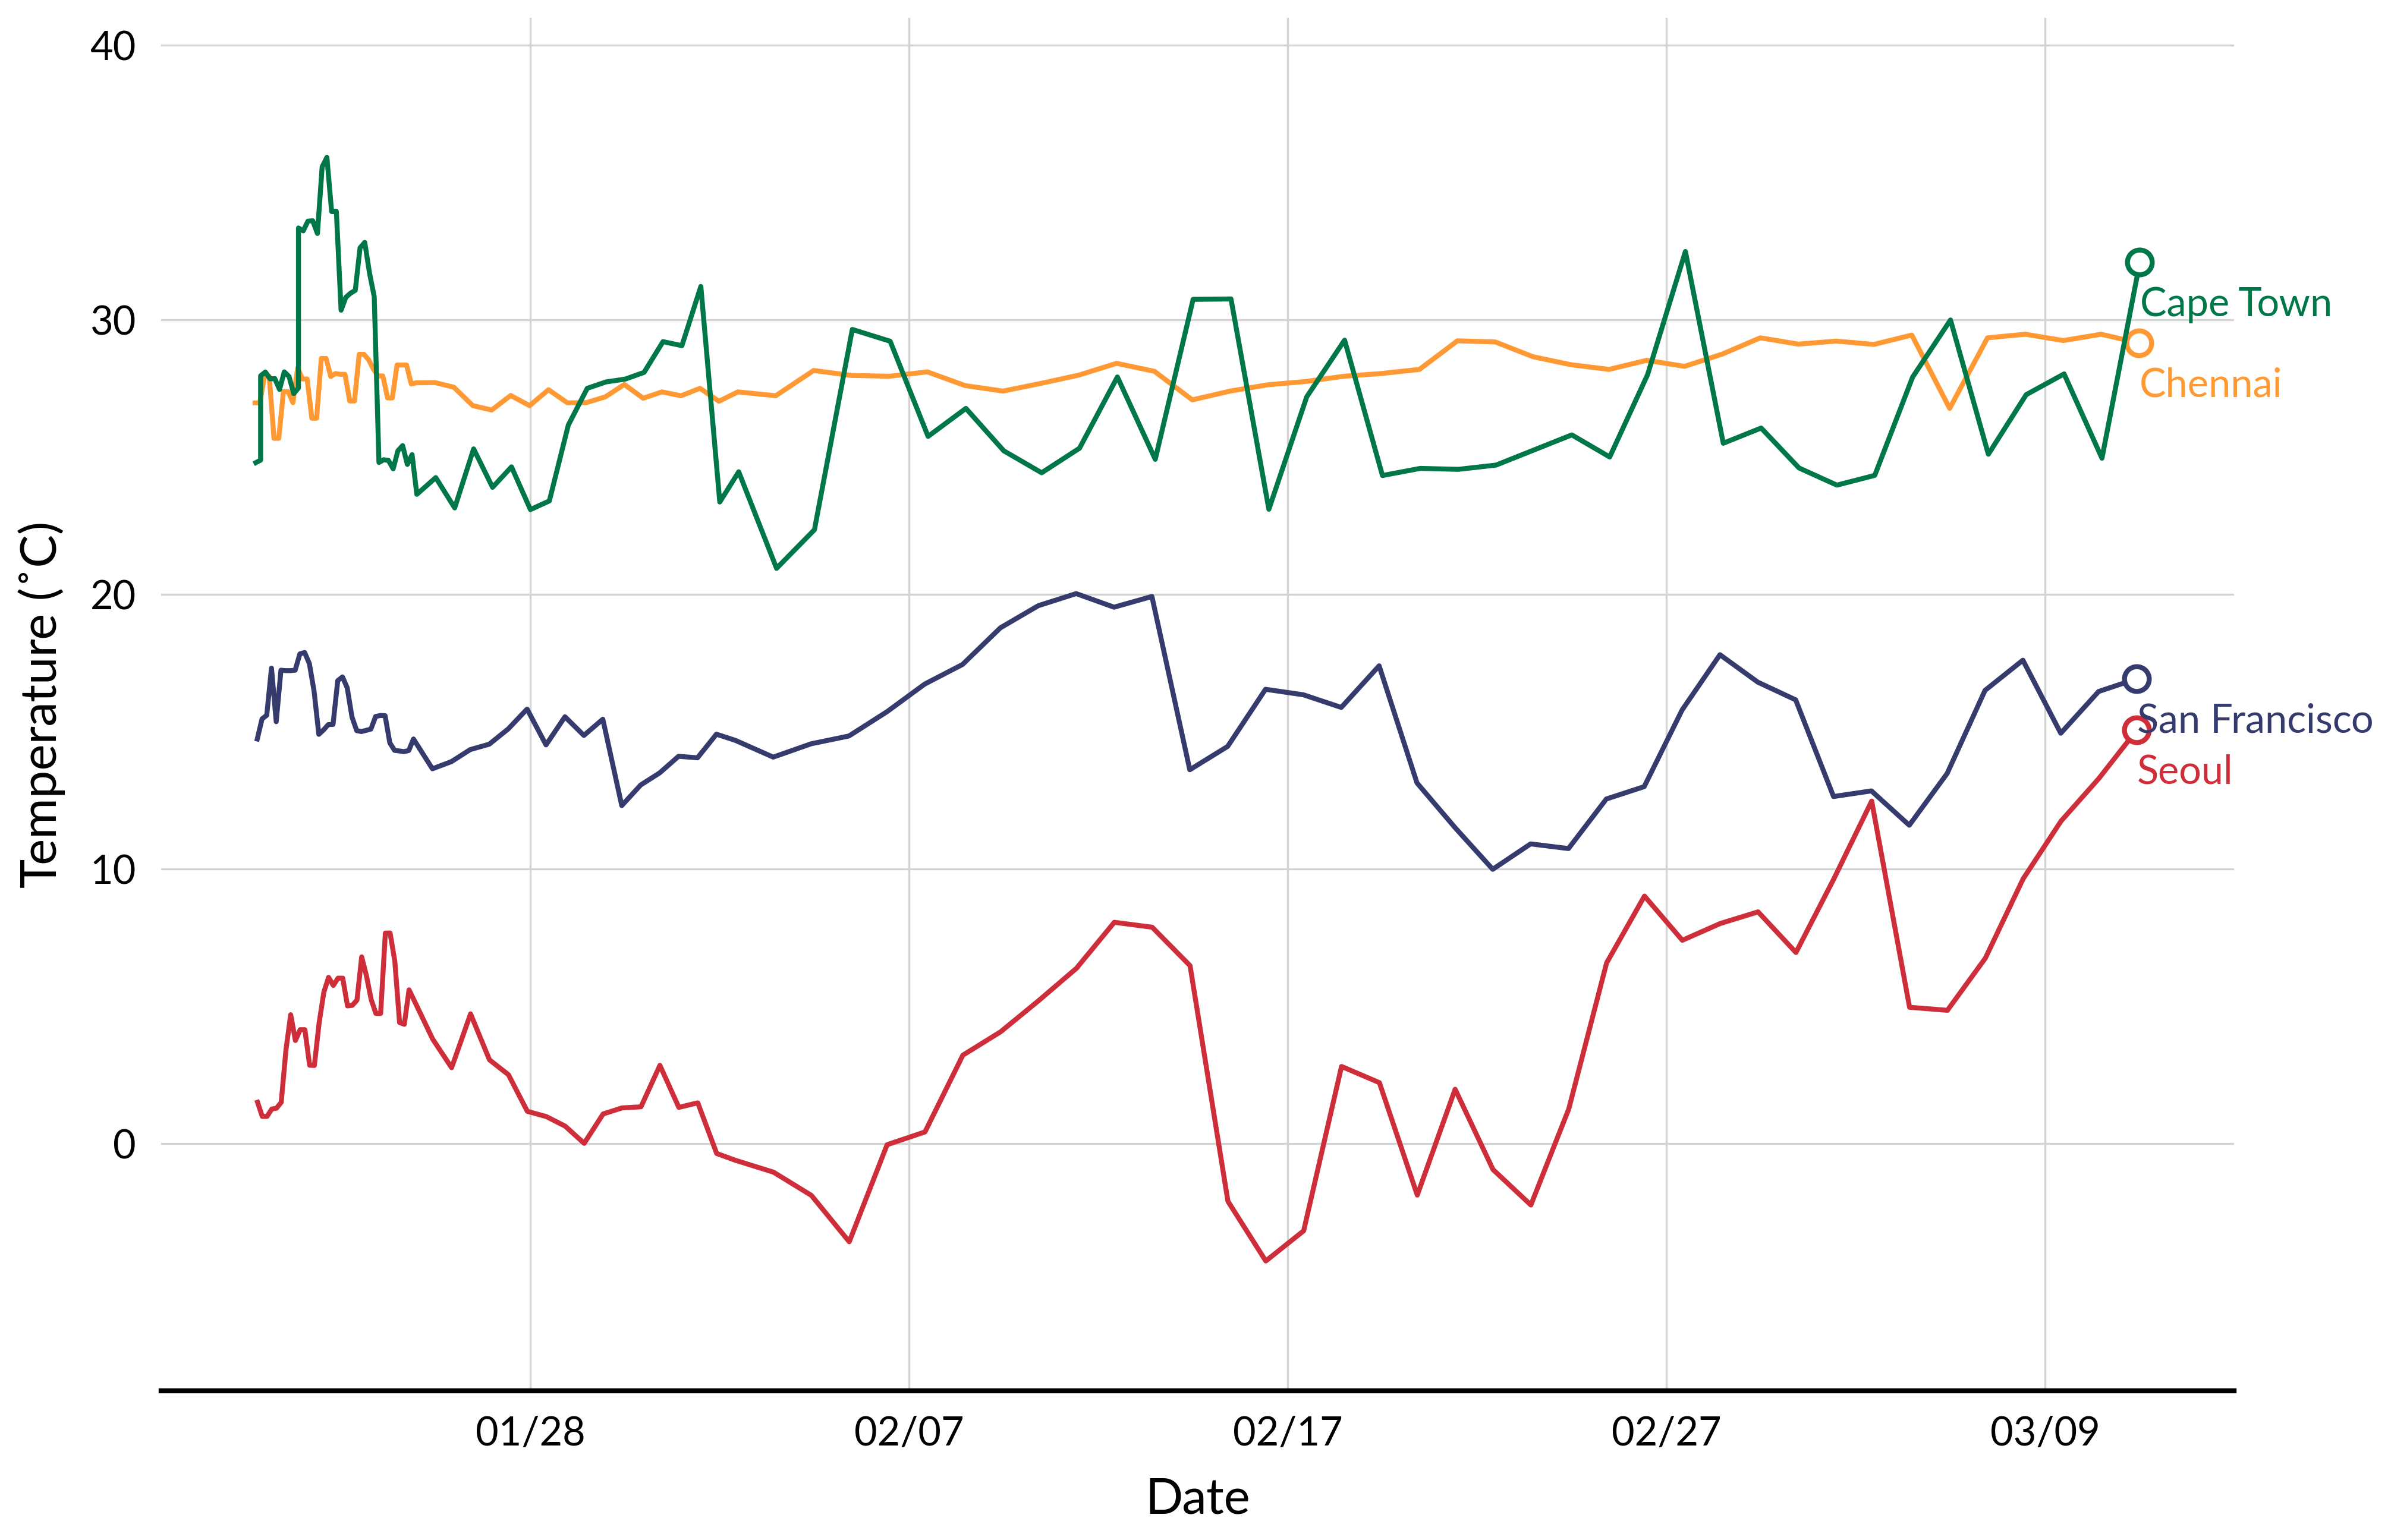 40
30
20
10
0
Temperature (°C)
Cape Town
Chennai
San Francisco
Seoul
01/28 02/07 02/17 02/27 03/09
Date